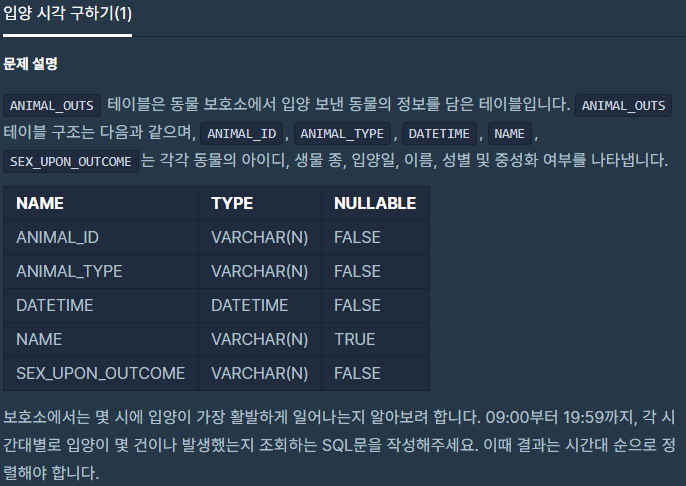 입양 시각 구하기(1)
문제 설명
ANIMAL_OUTS 테이블은 동물 보호소에서 입양 보낸 동물의 정보를 담은 테이블입니다. ANIMAL_OUTS
테이블 구조는 다음과 같으며, ANIMAL_ID , ANIMAL_TYPE , DATETIME , NAME ,
SEX_UPON_OUTCOME 는 각각 동물의 아이디, 생물 종, 입양일, 이름, 성별 및 중성화 여부를 나타냅니다.
NAME TYPE NULLABLE
ANIMAL_ID VARCHAR(N) FALSE
ANIMAL_TYPE VARCHAR(N) FALSE
DATETIME DATETIME FALSE
NAME VARCHAR(N) TRUE
SEX_UPON_OUTCOME VARCHAR(N) FALSE
보호소에서는 몇 시에 입양이 가장 활발하게 일어나는지 알아보려 합니다. 09:00부터 19:59까지, 각 시
간대별로 입양이 몇 건이나 발생했는지 조회하는 SQL문을 작성해주세요. 이때 결과는 시간대 순으로 정
렬해야 합니다.